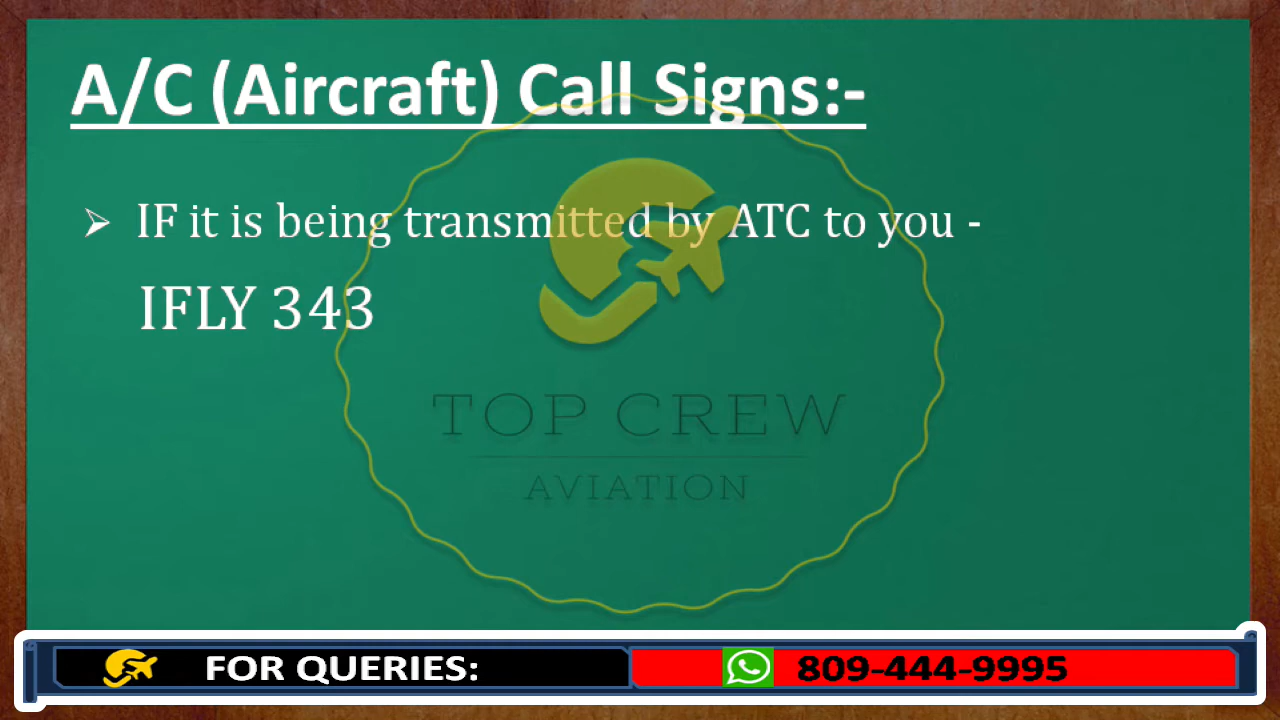 A/C (Aircraft) Call Signs:-
➢ IF it is being transmitted by ATC to you -
IFLY 343
TOP CREW
AVIATION
FOR QUERIES:
809-444-9995